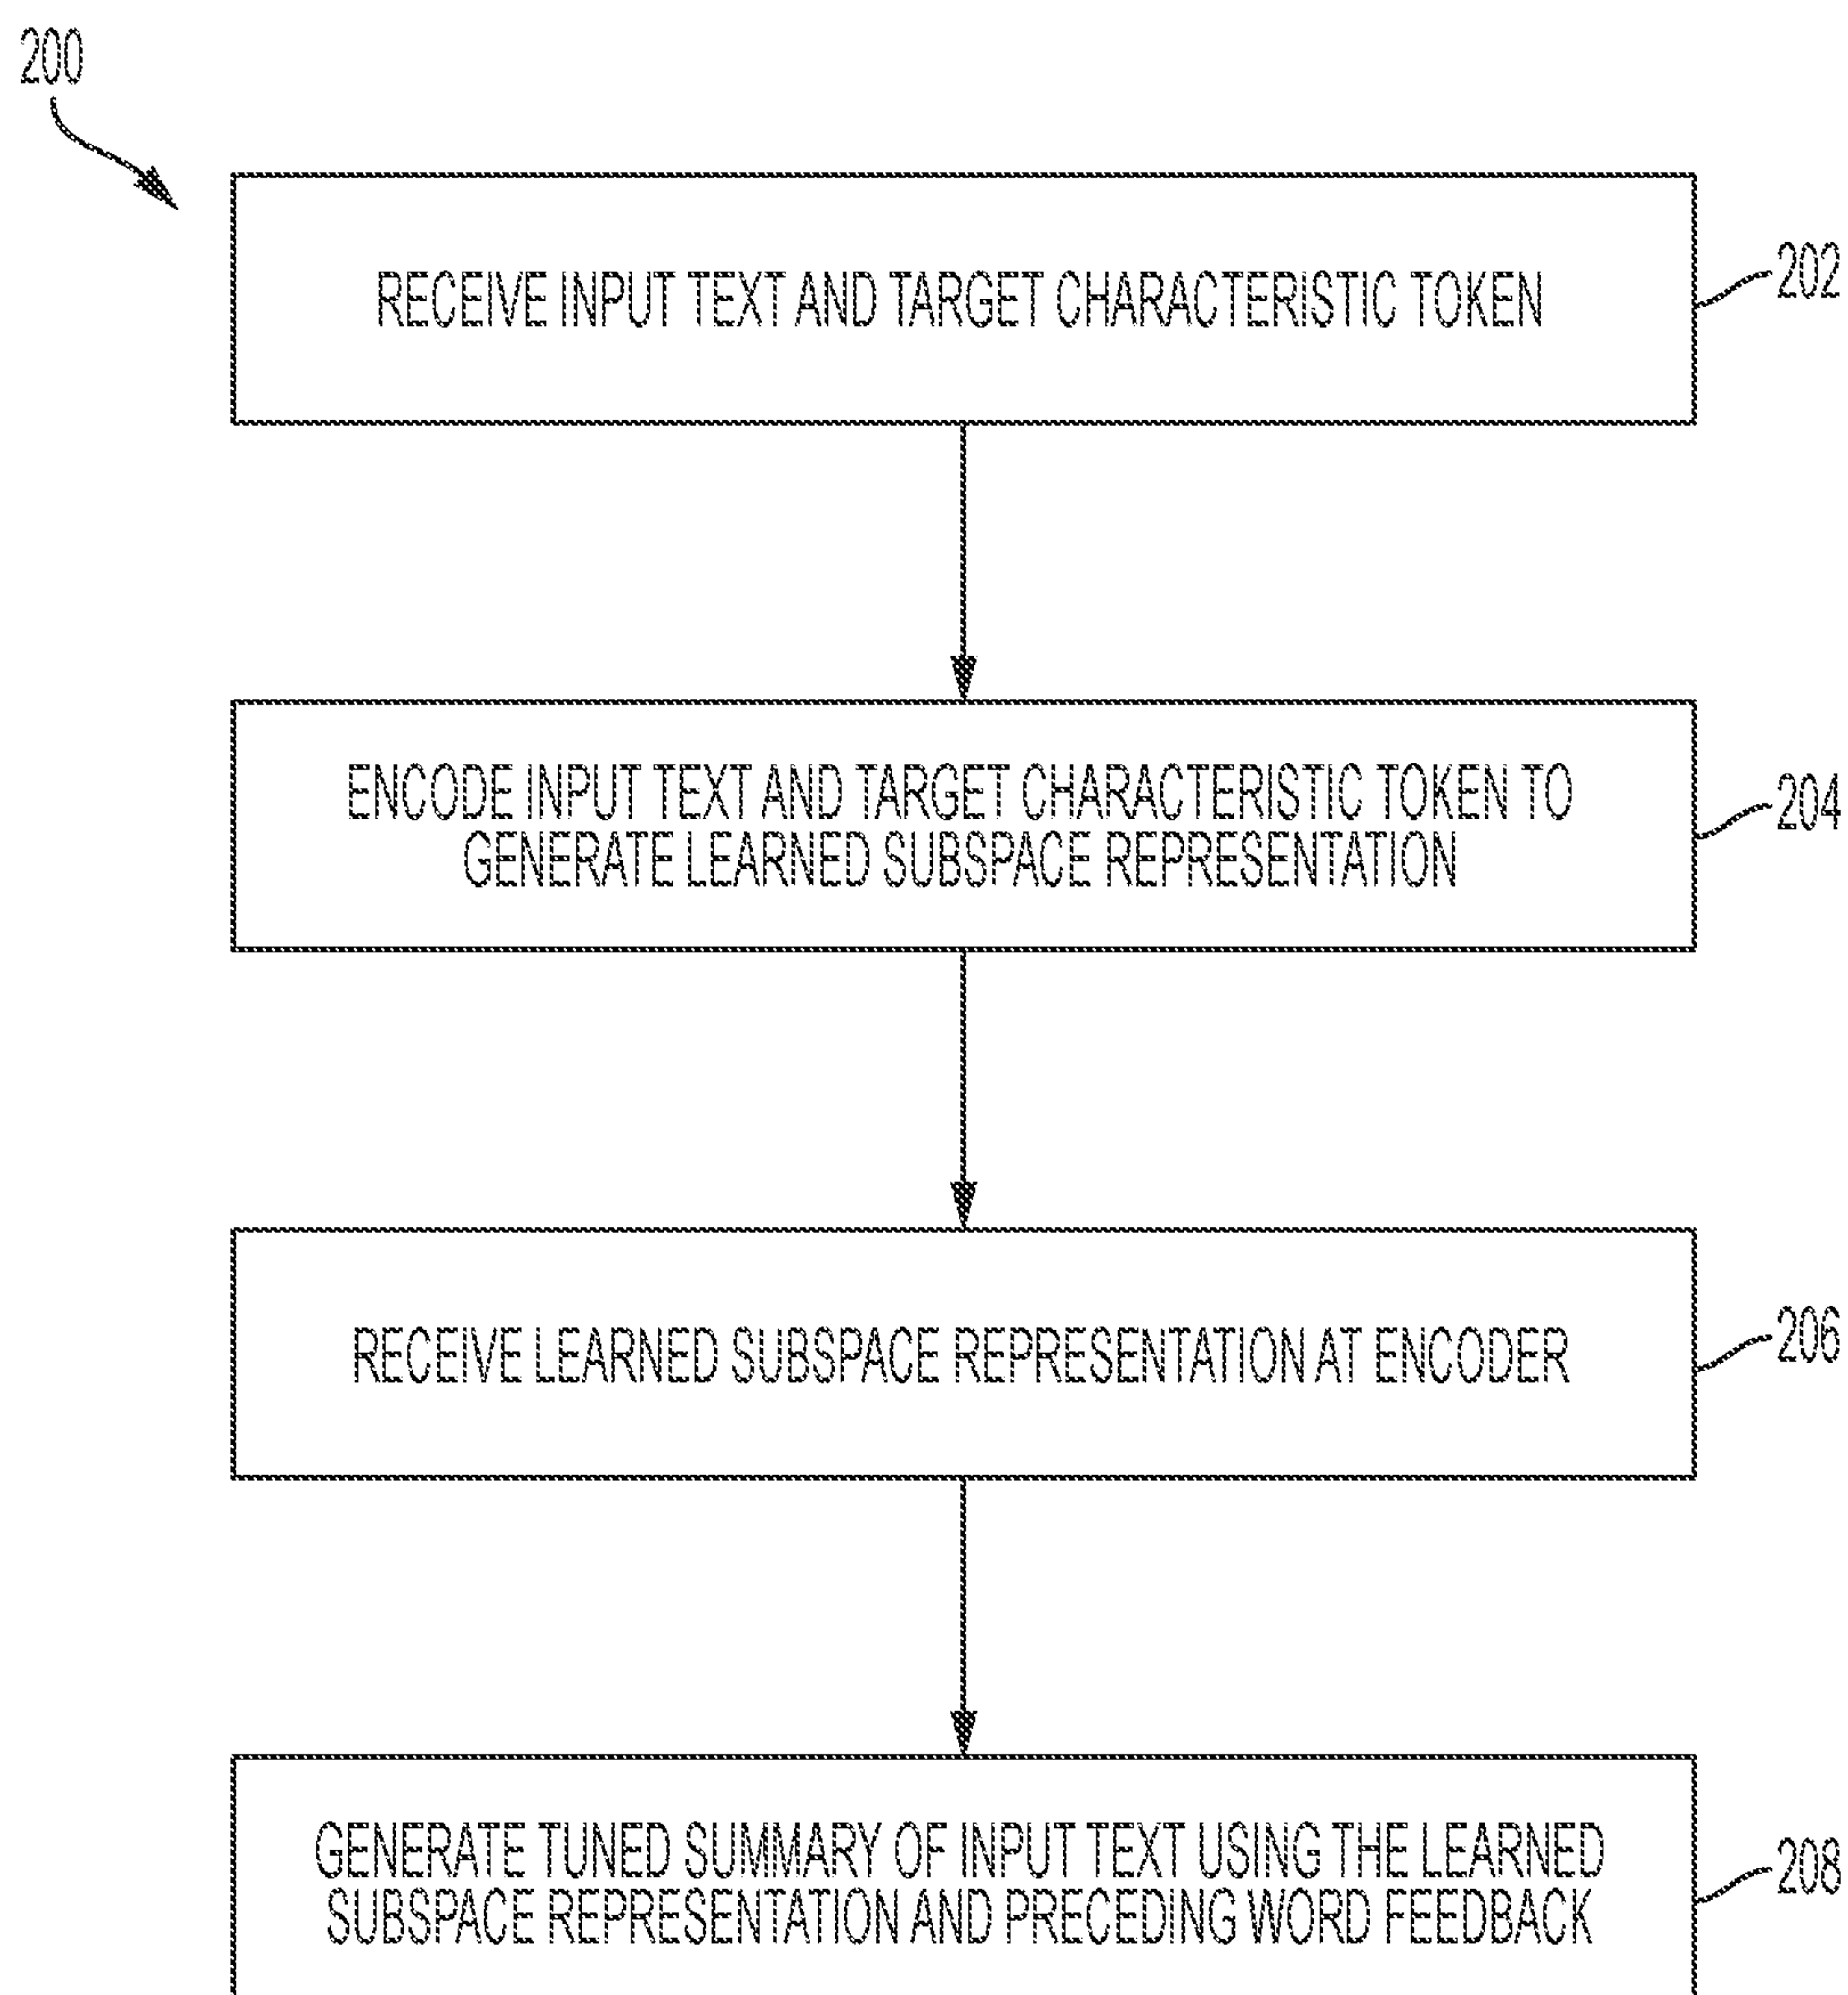 200
RECEIVE INPUT TEXT AND TARGET CHARACTERISTIC TOKEN
202
ENCODE INPUT TEXT AND TARGET CHARACTERISTIC TOKEN TO
GENERATE LEARNED SUBSPACE REPRESENTATION
204
RECEIVE LEARNED SUBSPACE REPRESENTATION AT ENCODER
206
GENERATE TUNED SUMMARY OF INPUT TEXT USING THE LEARNED
SUBSPACE REPRESENTATION AND PRECEDING WORD FEEDBACK
208